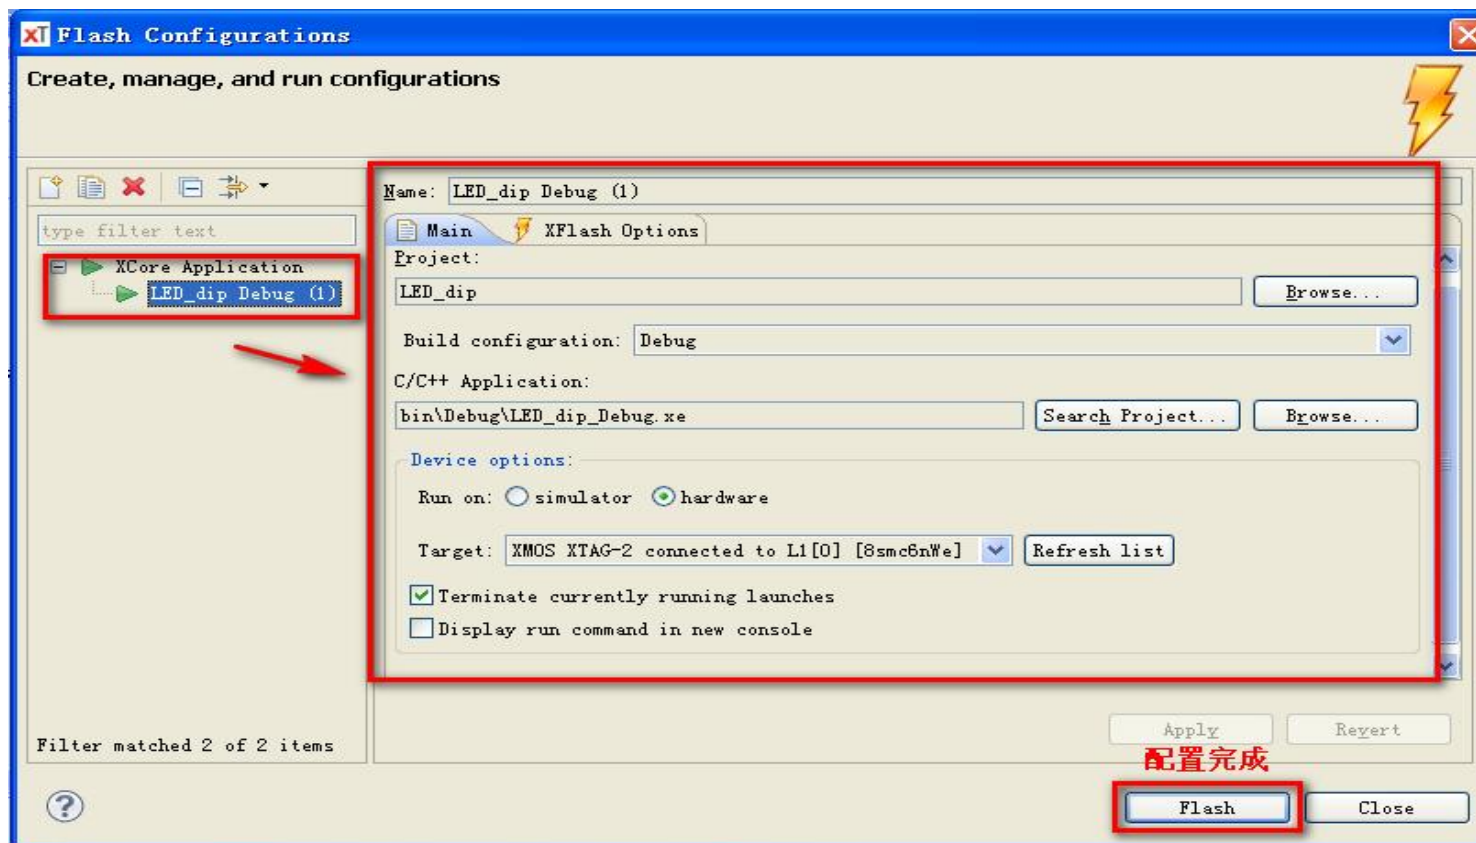 xT Flash Configurations
Create, manage, and run configurations
type filter text
XCore Application
LED_dip Debug (1)
Filter matched 2 of 2 items
Name: LED_dip Debug (1)
Main XFlash Options
Project:
LED_dip Browse...
Build configuration: Debug
C/C++ Application:
bin\Debug\LED_dip_Debug.xe Search Project... Browse...
Device options:
Run on: simulator hardware
Target: XMOS XTAG-2 connected to L1[0] [8smc6nWe] Refresh list
Terminate currently running launches
Display run command in new console
Apply Revert
配置完成
? Flash Close